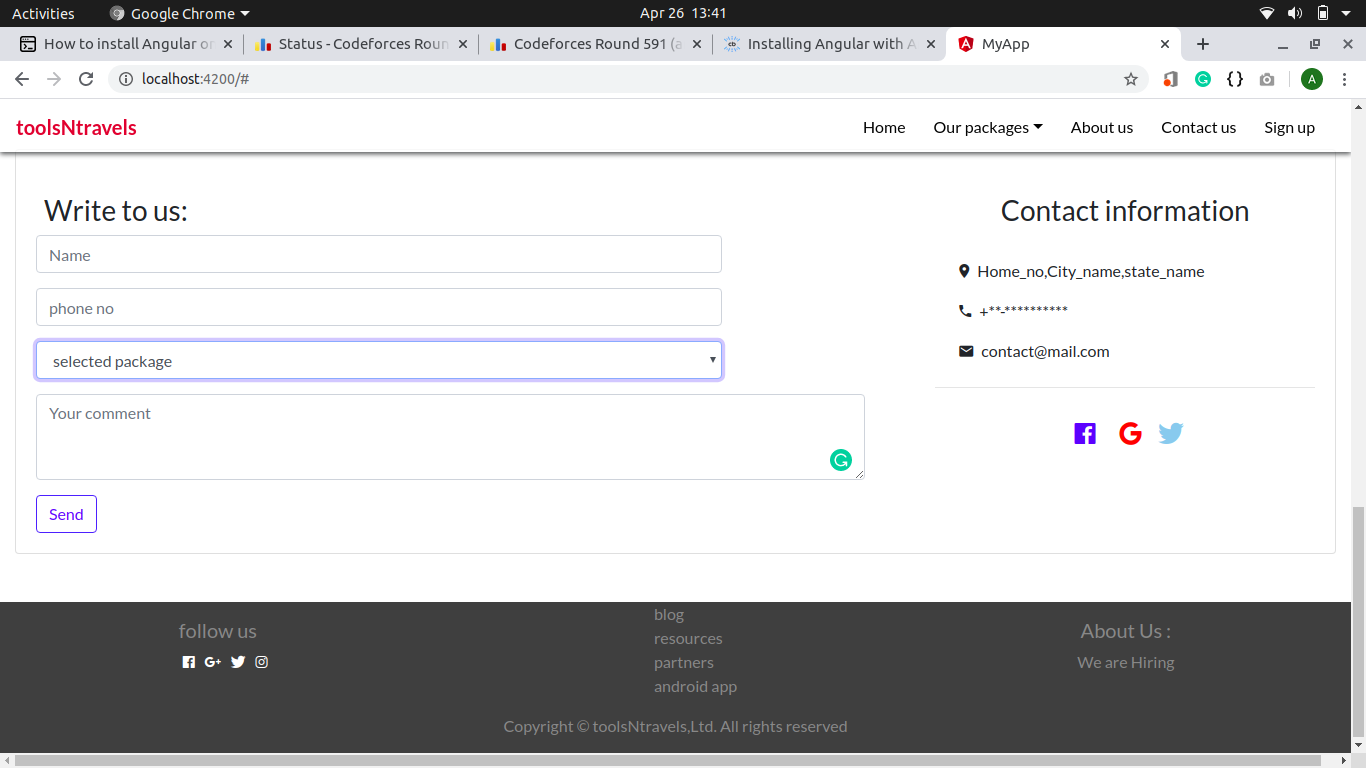 Activities Google Chrome Apr 26 13:41
How to install Angular on Status - Codeforces Roun Codeforces Round 591 (a Installing Angular with A MyApp
localhost:4200/# A
toolsNtravels Home Our packages About us Contact us Sign up
Write to us:
Name
phone no
selected package
Your comment
Send
Contact information
Home_no,City_name,state_name
+**-**********
contact@mail.com
follow us
blog
resources
partners
android app
About Us :
We are Hiring
Copyright © toolsNtravels,Ltd. All rights reserved